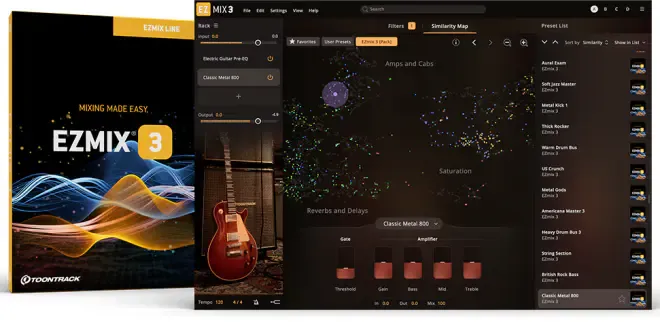 EZMIX LINE
MIXING MADE EASY.
EZMIX® 3
TOONTRACK®
EZ MIX 3
File Edit Settings View Help
Search
A B C D
Back
Input 0.0 0.0
Electric Guitar Pre-EQ
Classic Metal 800
+
Output 0.0 -4.9
Tempo 120 4 / 4
Filters 1 Similarity Map
Favorites User Presets EZmix 3 (Pack)
Amps and Cabs
Saturation
Reverbs and Delays
Classic Metal 800
Gate Amplifier
Threshold Gain Bass Mid Treble
In 0.0 Out 0.0 Mix 100
Preset List
Sort by Similarity Show in List
Aural Exam
EZmix 3
Soft Jazz Master
EZmix 3
Metal Kick 1
EZmix 3
Thick Rocker
EZmix 3
Warm Drum Bus
EZmix 3
U2 Crunch
EZmix 3
Metal Gods
EZmix 3
Americana Master 3
EZmix 3
Heavy Drum Bus 3
EZmix 3
String Section
EZmix 3
British Rock Bass
EZmix 3
Classic Metal 800
EZmix 3